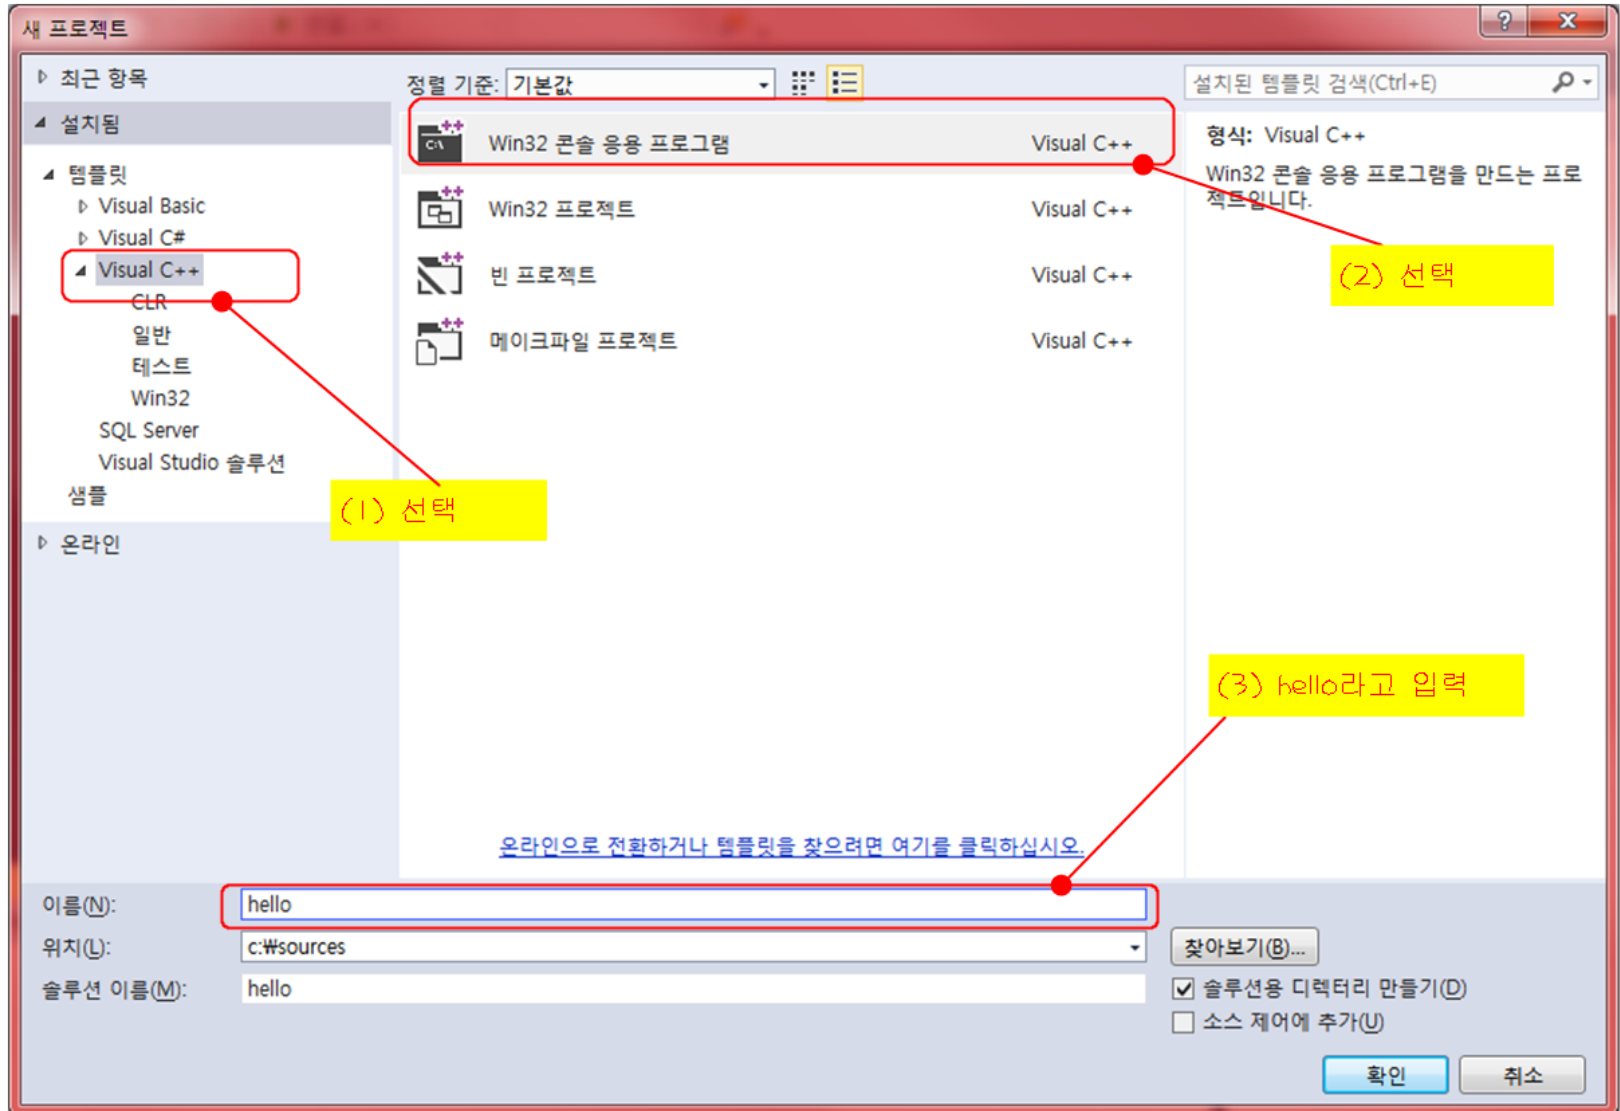 새 프로젝트
최근 항목
설치됨
템플릿
Visual Basic
Visual C#
Visual C++
CLR
일반
테스트
Win32
SQL Server
Visual Studio 솔루션
샘플
온라인
(1) 선택
정렬 기준: 기본값
Win32 콘솔 응용 프로그램 Visual C++
Win32 프로젝트 Visual C++
빈 프로젝트 Visual C++
메이크파일 프로젝트 Visual C++
온라인으로 전환하거나 템플릿을 찾으려면 여기를 클릭하십시오.
설치된 템플릿 검색(Ctrl+E)
형식: Visual C++
Win32 콘솔 응용 프로그램을 만드는 프로
젝트입니다.
(2) 선택
(3) hello라고 입력
이름(N): hello
위치(L): c:₩sources
찾아보기(B)...
솔루션 이름(M): hello
솔루션용 디렉터리 만들기(D)
소스 제어에 추가(U)
확인 취소